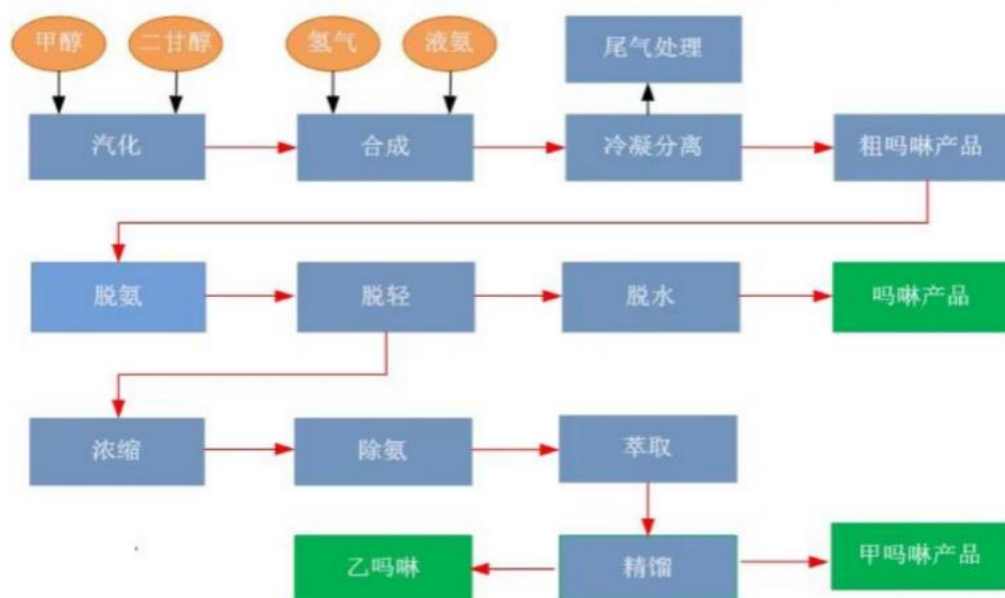 甲醇
二甘醇
氢气
液氨
尾气处理
汽化
合成
冷凝分离
粗吗啉产品
脱氨
脱轻
脱水
吗啉产品
浓缩
除氨
萃取
乙吗啉
精馏
甲吗啉产品